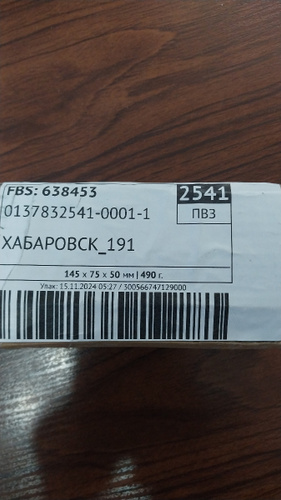 FBS: 638453
2541
0137832541-0001-1
ПВЗ
ХАБАРОВСК_191
145 x 75 x 50 мм | 490 г.
Упак: 15.11.2024 05:27 / 300566747129000